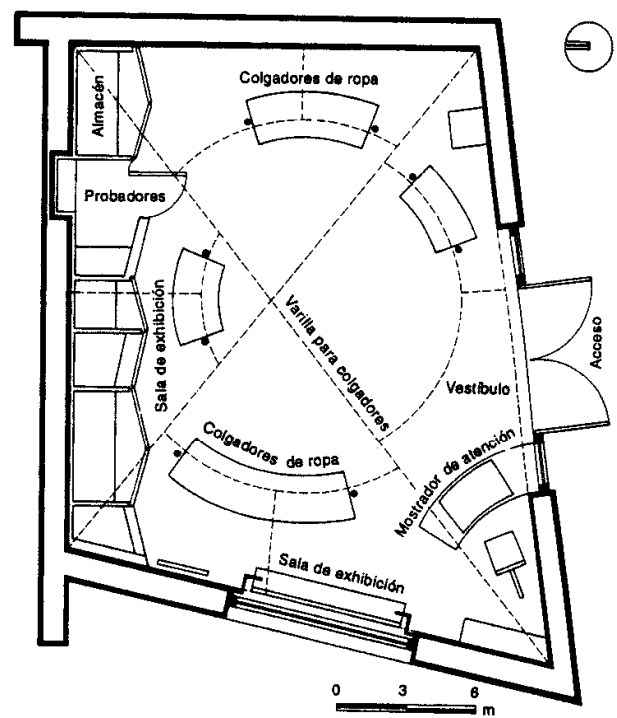 Colgadores de ropa
Almacén
Probadores
Sala de exhibición
Varilla para colgadores
Acceso
Vestíbulo
Colgadores de ropa
Mostrador de atención
Sala de exhibición
0 3 6
m